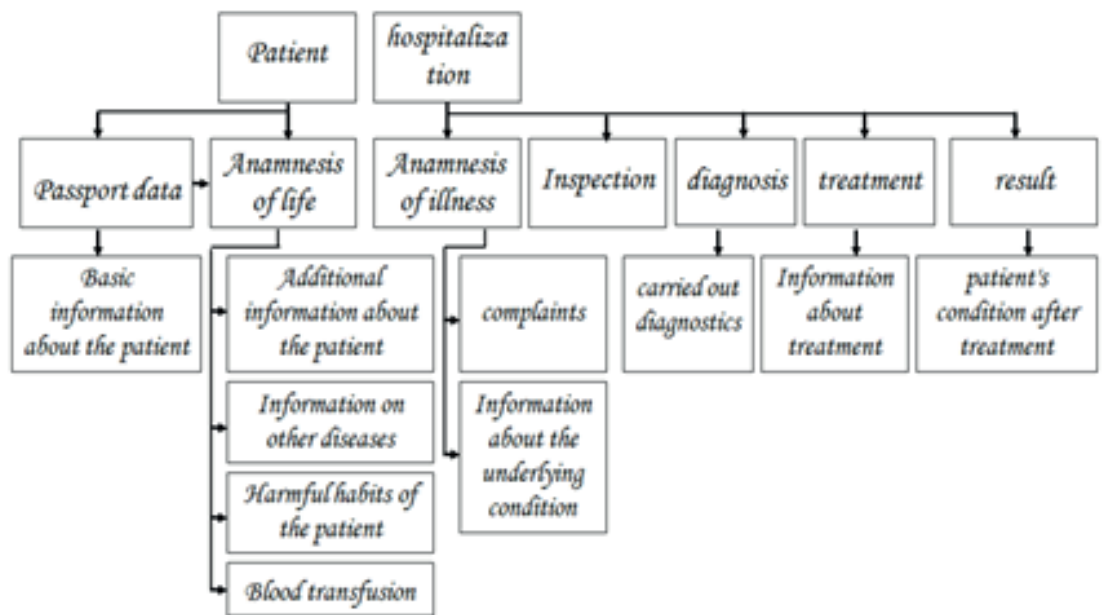 Patient
hospitaliza
tion
Passport data
Anamnesis
of life
Anamnesis
of illness
Inspection
diagnosis
treatment
result
Basic
information
about the patient
Additional
information about
the patient
complaints
carried out
diagnostics
Information
about
treatment
patient's
condition after
treatment
Information on
other diseases
Information
about the
underlying
condition
Harmful habits of
the patient
Blood transfusion